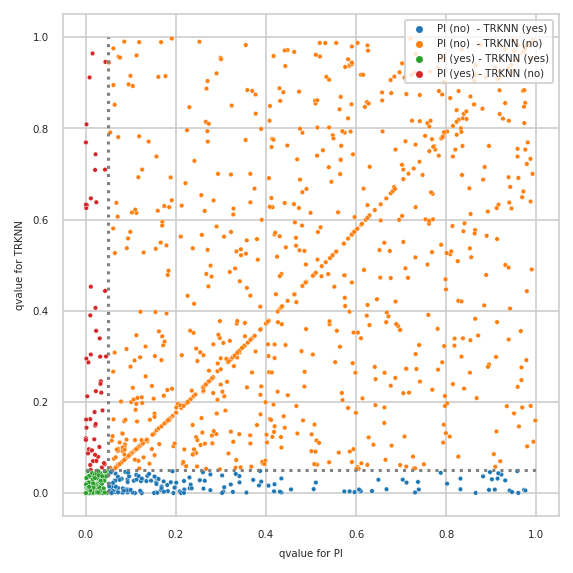 1.0
0.8
0.6
0.4
0.2
0.0
qvalue for TRKNN
PI (no)  - TRKNN (yes)
PI (no)  - TRKNN (no)
PI (yes) - TRKNN (yes)
PI (yes) - TRKNN (no)
0.0 0.2 0.4 0.6 0.8 1.0
qvalue for PI